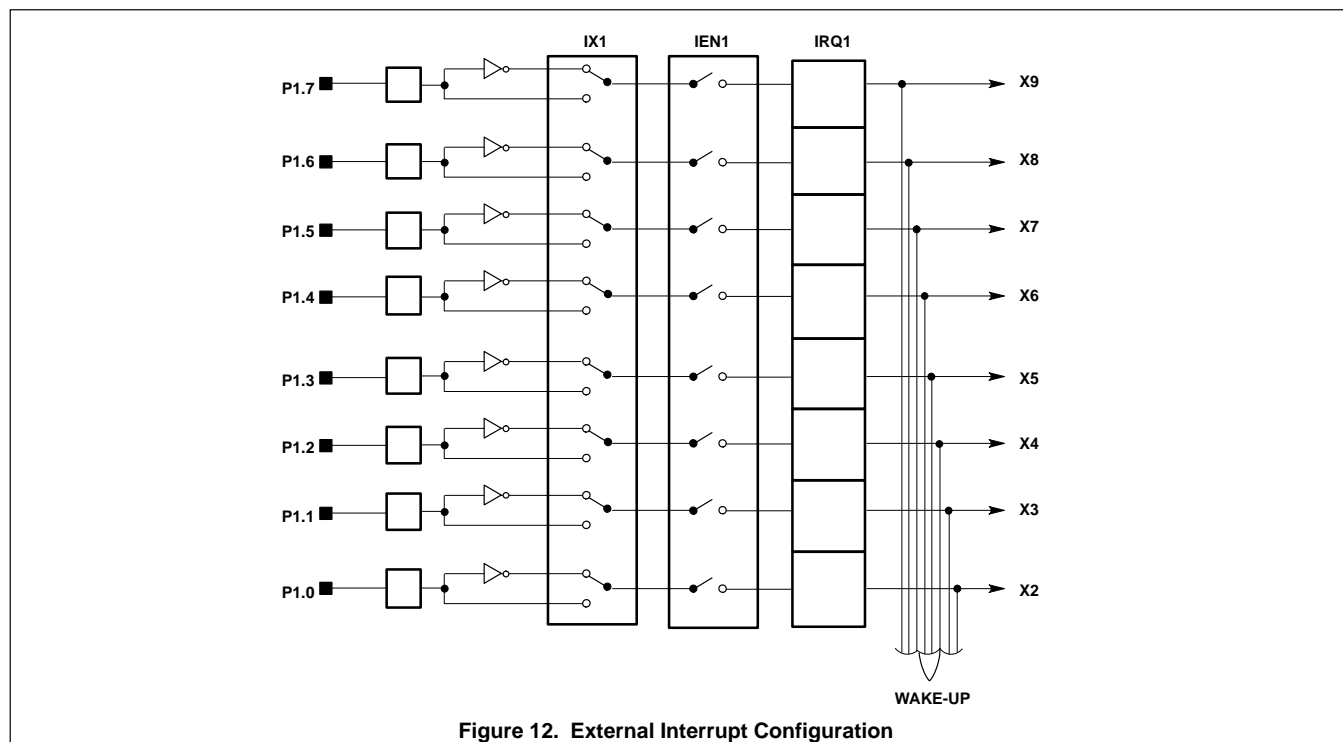 IX1 IEN1 IRQ1
P1.7 X9
P1.6 X8
P1.5 X7
P1.4 X6
P1.3 X5
P1.2 X4
P1.1 X3
P1.0 X2
WAKE-UP
Figure 12. External Interrupt Configuration